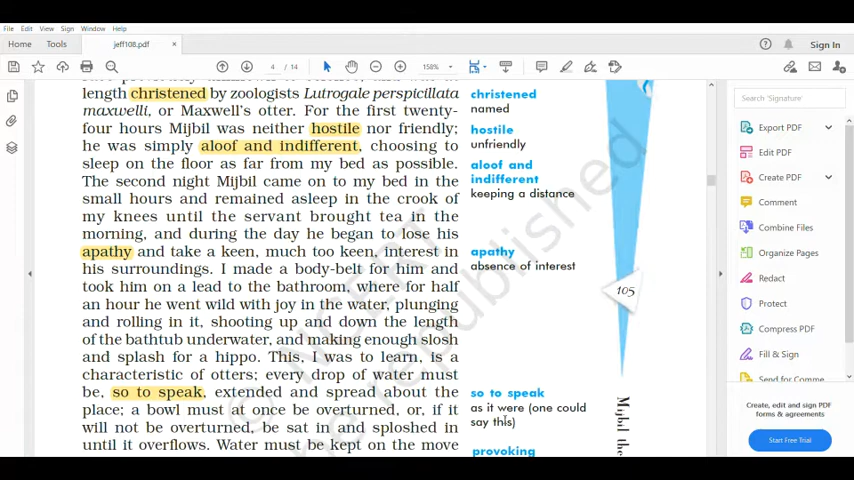 File Edit View Sign Window Help
Home Tools jeff108.pdf × Sign In
4 / 14 158%
length christened by zoologists Lutrogale perspicillata
maxwelli, or Maxwell's otter. For the first twenty-
four hours Mijbil was neither hostile nor friendly;
he was simply aloof and indifferent, choosing to
sleep on the floor as far from my bed as possible.
The second night Mijbil came on to my bed in the
small hours and remained asleep in the crook of
my knees until the servant brought tea in the
morning, and during the day he began to lose his
apathy and take a keen, much too keen, interest in
his surroundings. I made a body-belt for him and
took him on a lead to the bathroom, where for half
an hour he went wild with joy in the water, plunging
and rolling in it, shooting up and down the length
of the bathtub underwater, and making enough slosh
and splash for a hippo. This, I was to learn, is a
characteristic of otters; every drop of water must
be, so to speak, extended and spread about the
place; a bowl must at once be overturned, or, if it
will not be overturned, be sat in and sploshed in
until it overflows. Water must be kept on the move
christened
named
hostile
unfriendly
aloof and
indifferent
keeping a distance
apathy
absence of interest
so to speak
as it were (one could
say this)
provoking
105
Mijbil the
© NCERT
be republished
Search 'Signature'
Export PDF
Edit PDF
Create PDF
Comment
Combine Files
Organize Pages
Redact
Protect
Compress PDF
Fill & Sign
Send for Comme
Create, edit and sign PDF
forms & agreements
Start Free Trial